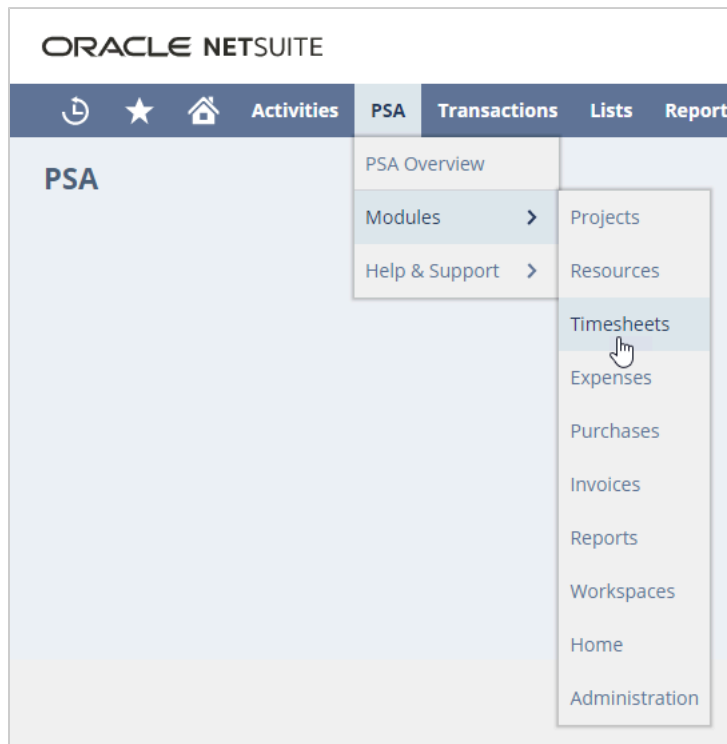 ORACLE NETSUITE
Activities PSA Transactions Lists Report
PSA
PSA Overview
Modules
Help & Support
Projects
Resources
Timesheets
Expenses
Purchases
Invoices
Reports
Workspaces
Home
Administration